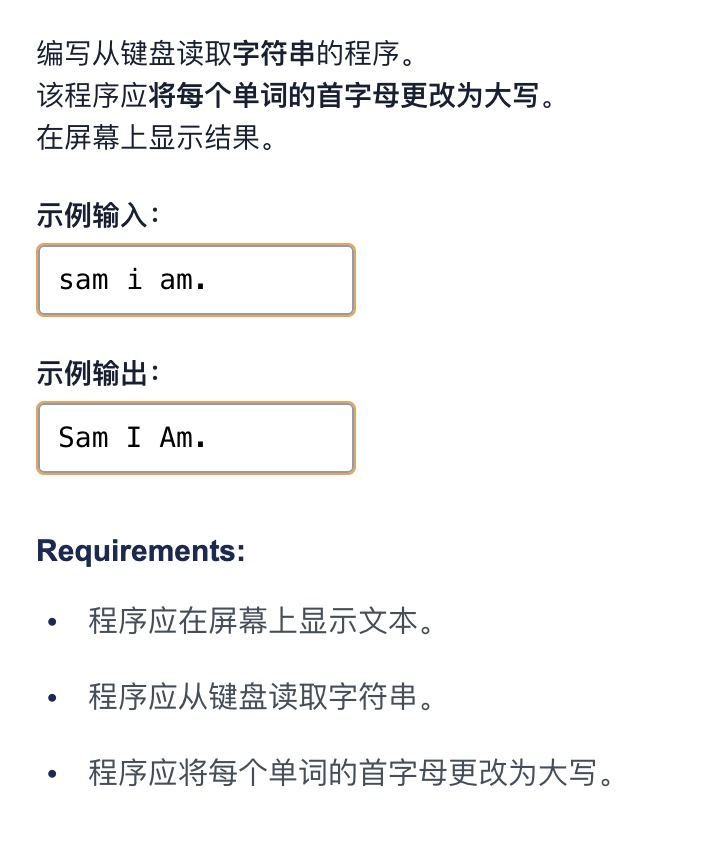 编写从键盘读取字符串的程序。
该程序应将每个单词的首字母更改为大写。
在屏幕上显示结果。
示例输入：
sam i am.
示例输出：
Sam I Am.
Requirements:
• 程序应在屏幕上显示文本。
• 程序应从键盘读取字符串。
• 程序应将每个单词的首字母更改为大写。